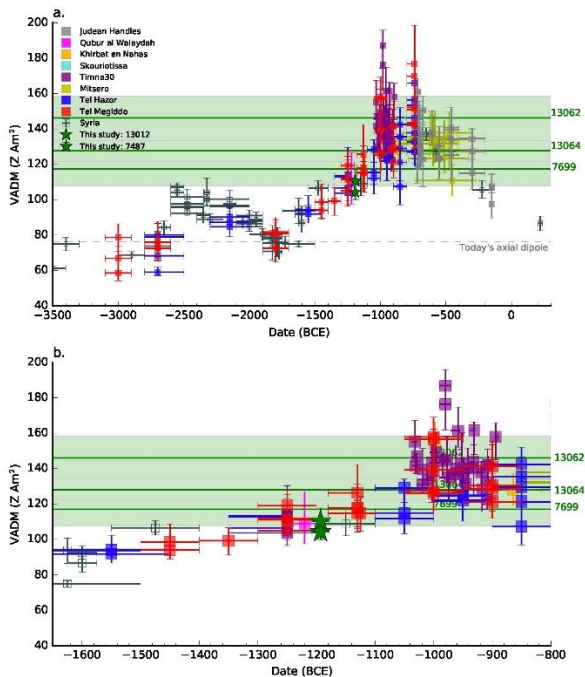 a.
200
180
160
140
120
100
80
60
40
VADM (Z Am²)
Judean Handles
Qubur al Walaydah
Khirbat en Nahas
Skouriotissa
Timna30
Mitsero
Tel Hazor
Tel Megiddo
Syria
This study: 13012
This study: 7487
13062
13064
7699
Today's axial dipole
−3500 −3000 −2500 −2000 −1500 −1000 −500 0
Date (BCE)
b.
200
180
160
140
120
100
80
60
40
VADM (Z Am²)
13062
13064
7699
7699
−1600 −1500 −1400 −1300 −1200 −1100 −1000 −900 −800
Date (BCE)